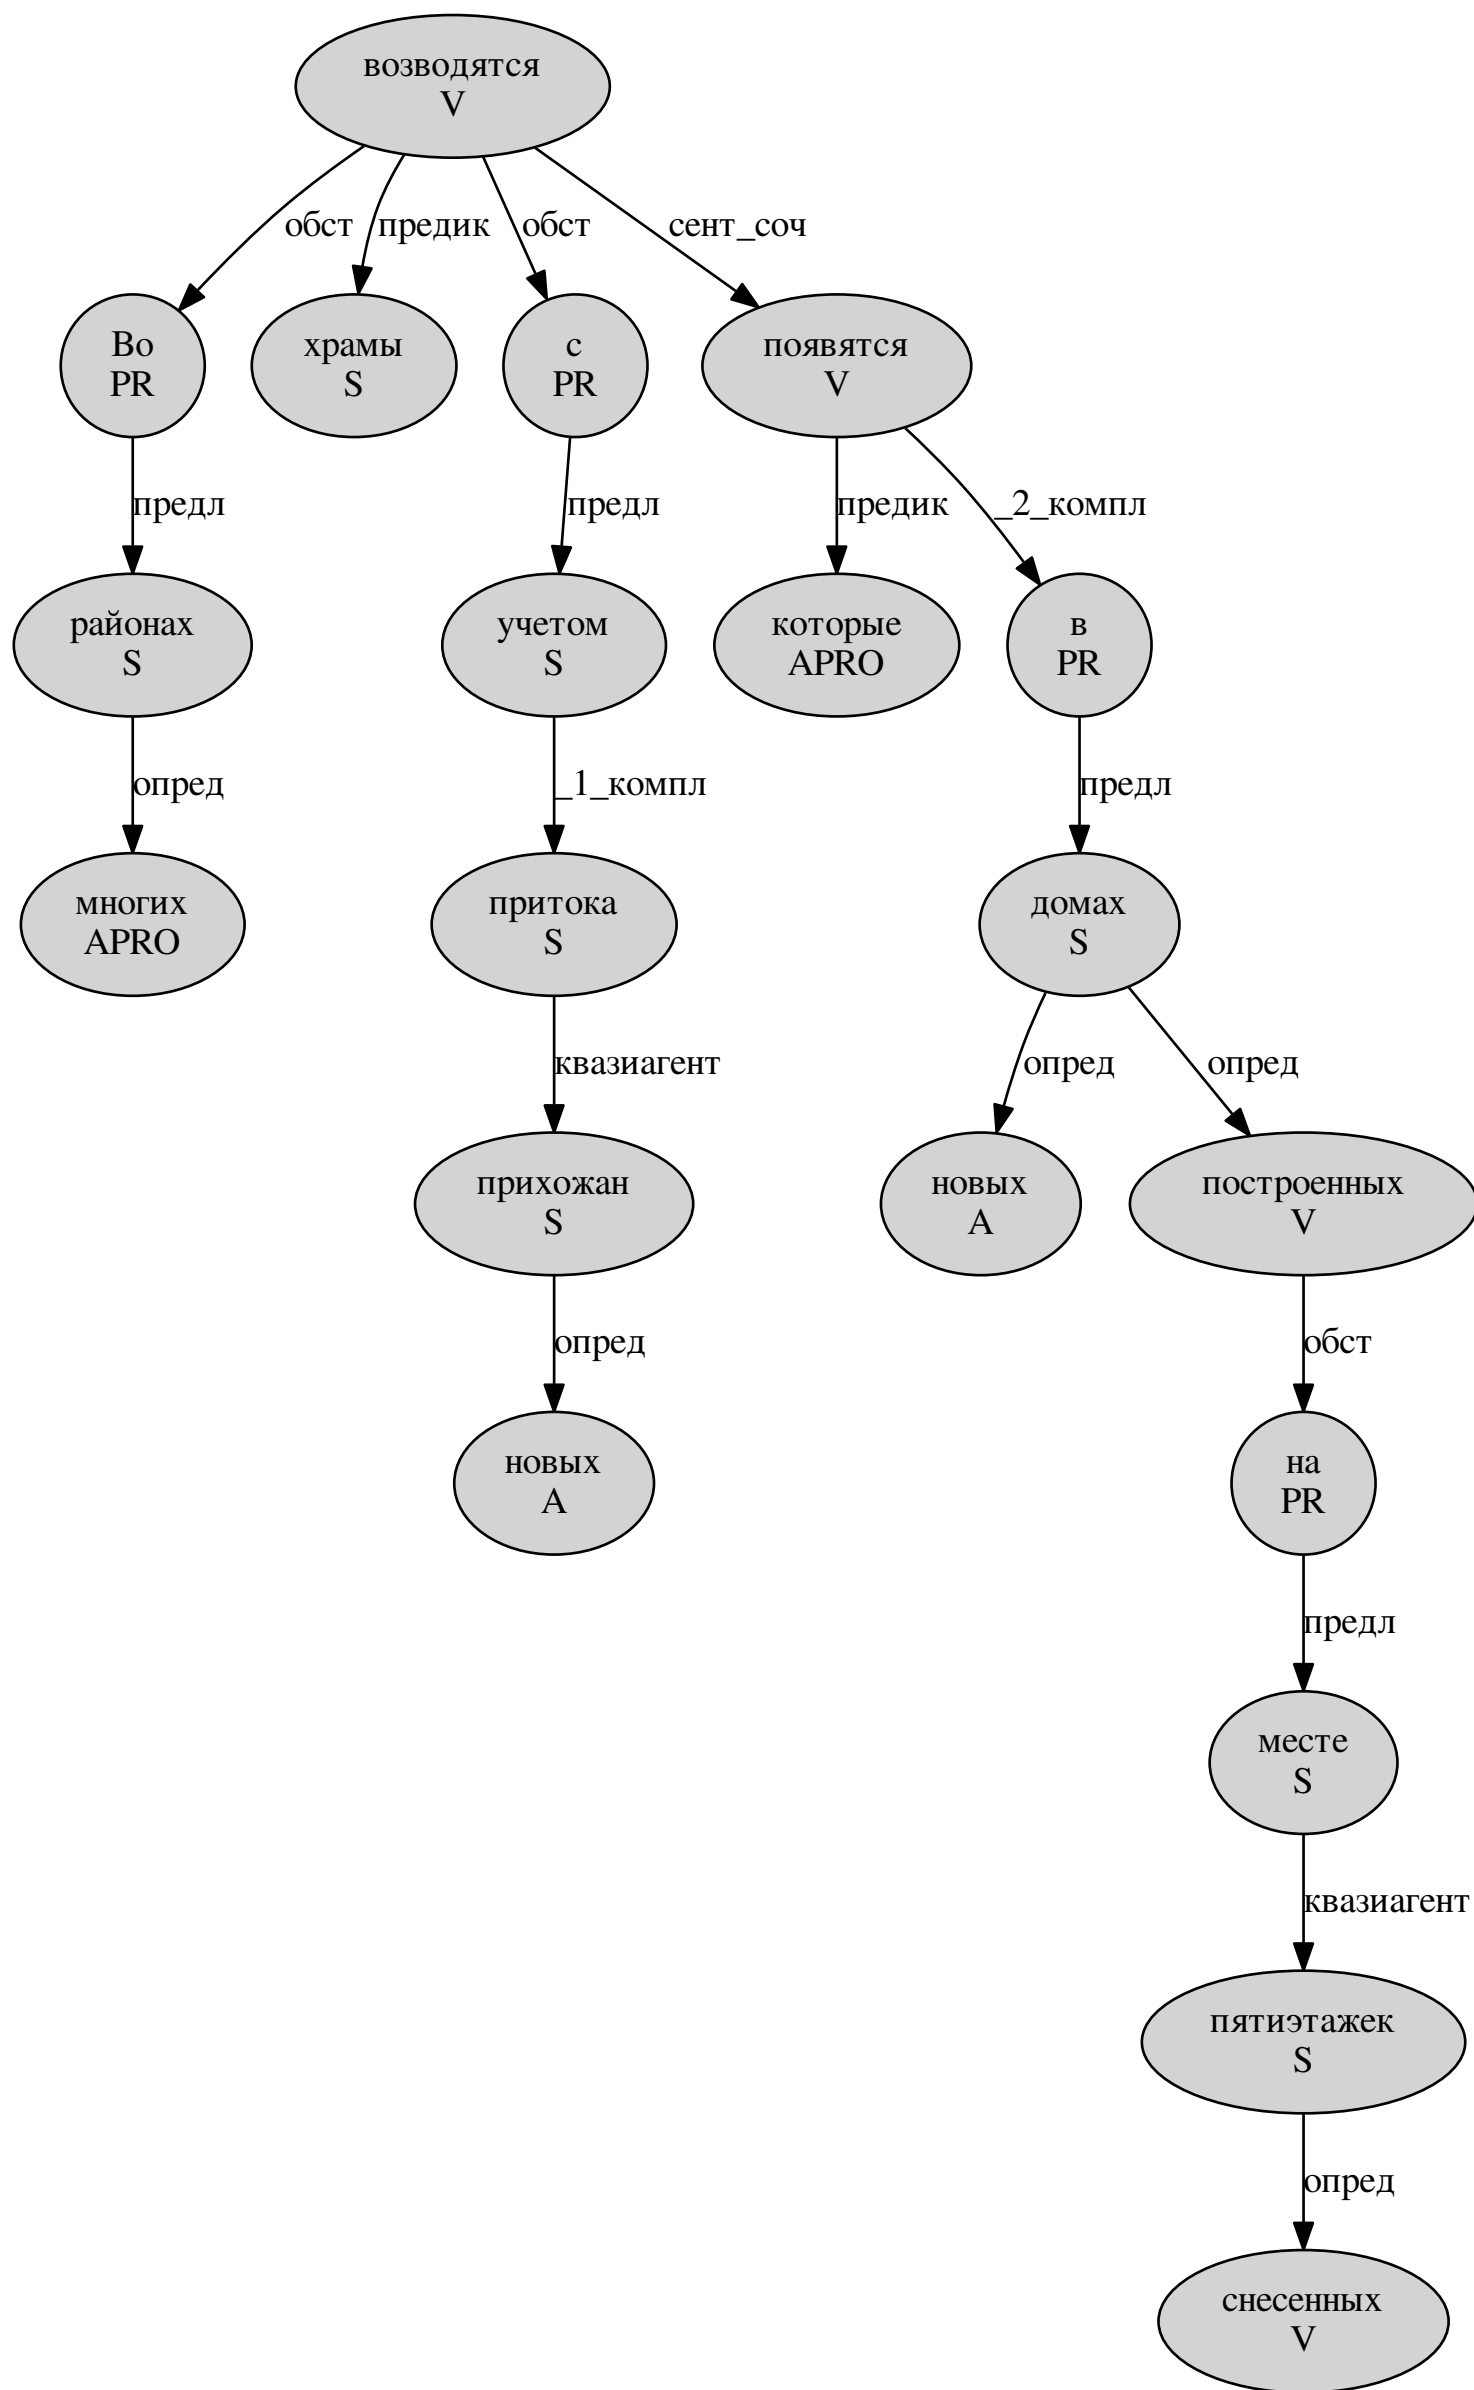 возводятся
V
обст
предик
обст
сент_соч
Во
PR
храмы
S
с
PR
появятся
V
предл
предл
предик
_2_компл
районах
S
учетом
S
которые
APRO
в
PR
опред
_1_компл
предл
многих
APRO
притока
S
домах
S
квазиагент
опред
опред
прихожан
S
новых
A
построенных
V
опред
обст
новых
A
на
PR
предл
месте
S
квазиагент
пятиэтажек
S
опред
снесенных
V